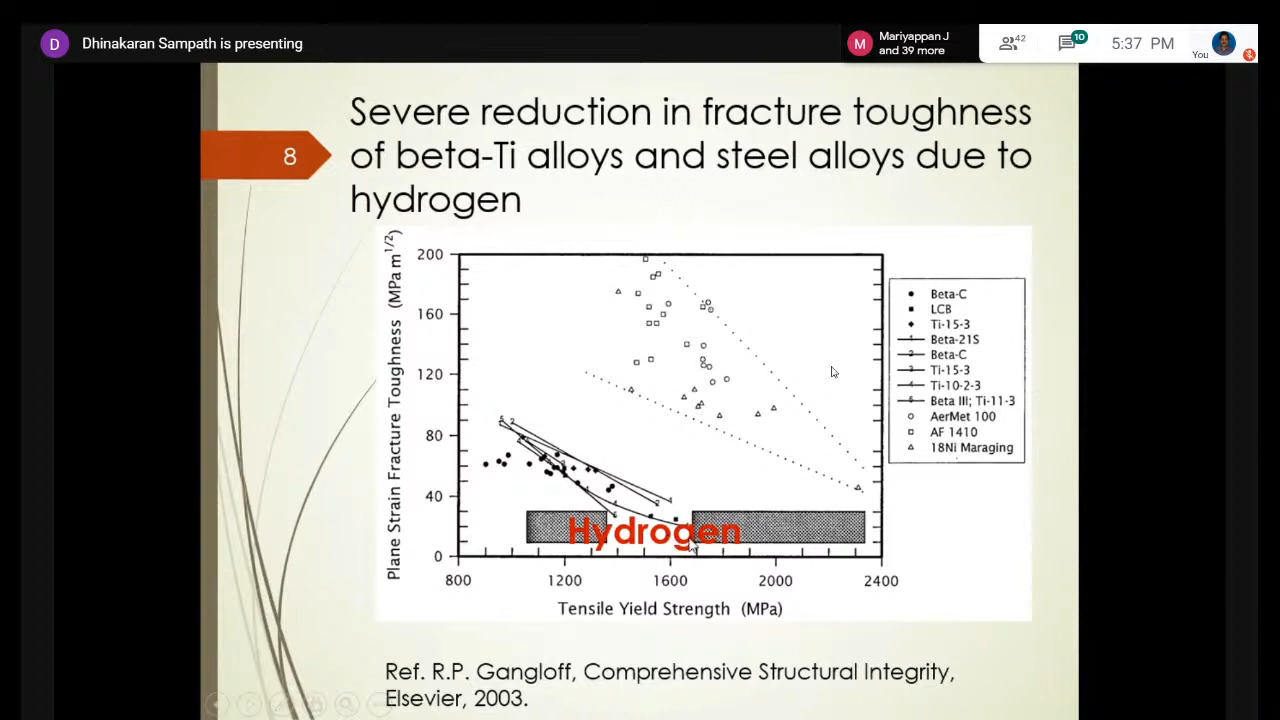 D Dhinakaran Sampath is presenting
M Mariyappan J
and 39 more
42
10
5:37 PM
You
8
Severe reduction in fracture toughness
of beta-Ti alloys and steel alloys due to
hydrogen
Plane Strain Fracture Toughness (MPa m1/2)
200
160
120
80
40
0
800 1200 1600 2000 2400
Tensile Yield Strength (MPa)
Hydrogen
Beta-C
LCB
Ti-15-3
Beta-21S
Beta-C
Ti-15-3
Ti-10-2-3
Beta III; Ti-11-3
AerMet 100
AF 1410
18Ni Maraging
Ref. R.P. Gangloff, Comprehensive Structural Integrity,
Elsevier, 2003.